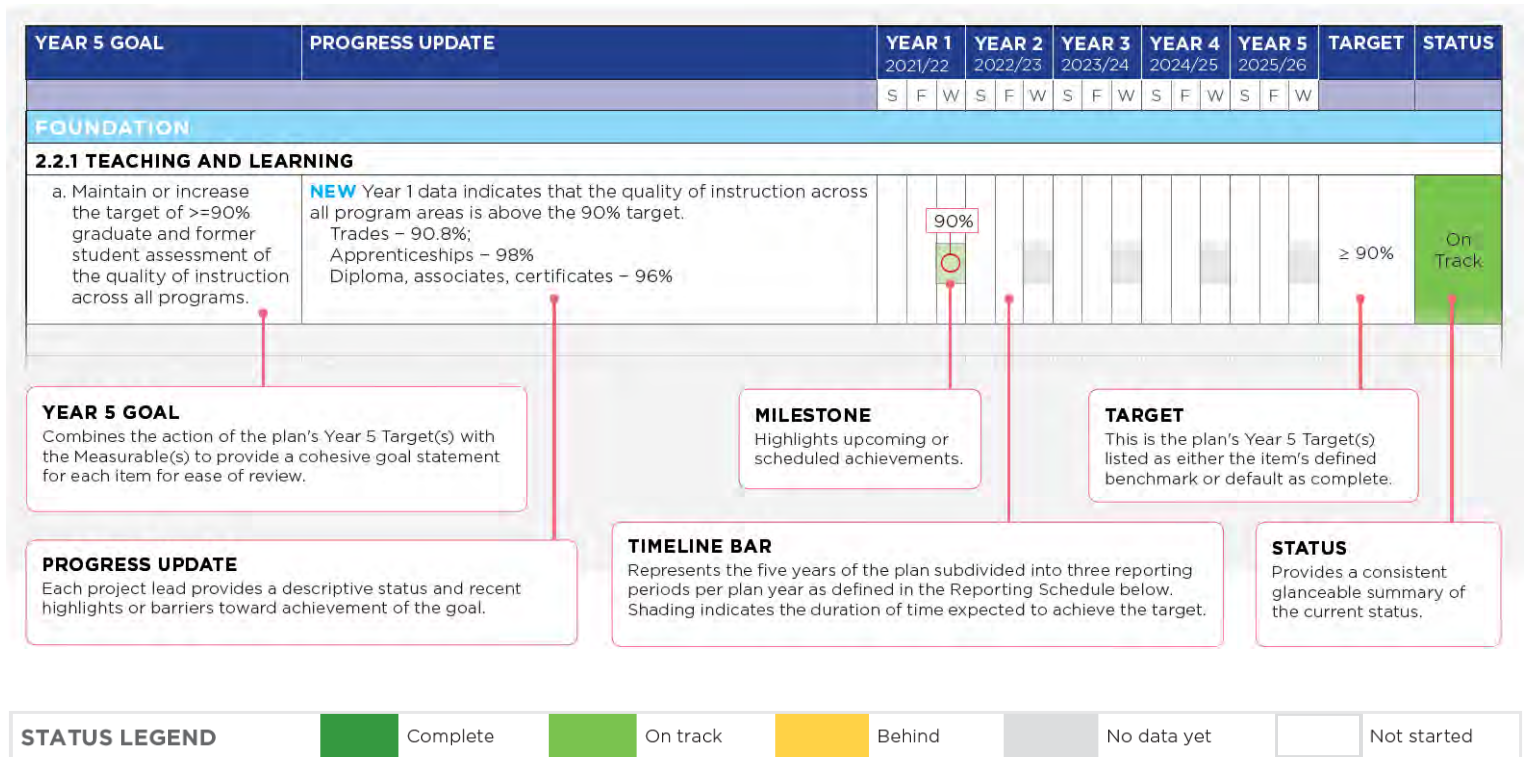 YEAR 5 GOAL PROGRESS UPDATE YEAR 1 YEAR 2 YEAR 3 YEAR 4 YEAR 5 TARGET STATUS
2021/22 2022/23 2023/24 2024/25 2025/26
S F W S F W S F W S F W S F W
FOUNDATION
2.2.1 TEACHING AND LEARNING
a. Maintain or increase
the target of >=90%
graduate and former
student assessment of
the quality of instruction
across all programs.
NEW Year 1 data indicates that the quality of instruction across
all program areas is above the 90% target.
Trades – 90.8%;
Apprenticeships – 98%
Diploma, associates, certificates – 96%
90%
≥ 90%
On
Track
YEAR 5 GOAL
Combines the action of the plan's Year 5 Target(s) with
the Measurable(s) to provide a cohesive goal statement
for each item for ease of review.
MILESTONE
Highlights upcoming or
scheduled achievements.
TARGET
This is the plan's Year 5 Target(s)
listed as either the item's defined
benchmark or default as complete.
PROGRESS UPDATE
Each project lead provides a descriptive status and recent
highlights or barriers toward achievement of the goal.
TIMELINE BAR
Represents the five years of the plan subdivided into three reporting
periods per plan year as defined in the Reporting Schedule below.
Shading indicates the duration of time expected to achieve the target.
STATUS
Provides a consistent
glanceable summary of
the current status.
STATUS LEGEND Complete On track Behind No data yet Not started